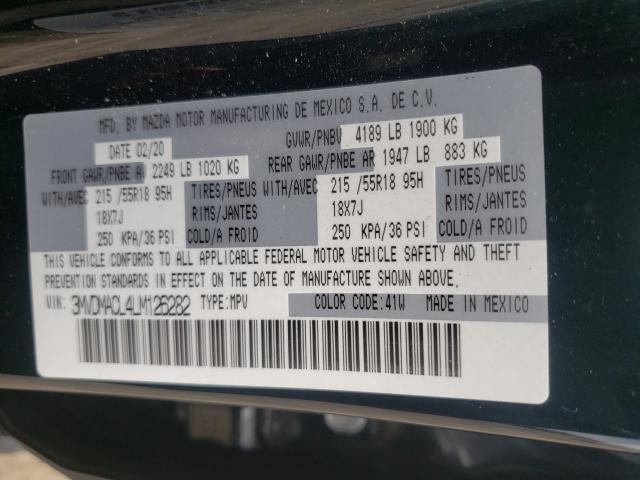 MFD. BY MAZDA MOTOR MANUFACTURING DE MEXICO S.A. DE C.V.
DATE 02/20 GVWR/PNBV 4189 LB 1900 KG
FRONT GAWR/PNBE AV 2249 LB 1020 KG REAR GAWR/PNBE AR 1947 LB 883 KG
WITH/AVEC 215 /55R18 95H TIRES/PNEUS WITH/AVEC 215 /55R18 95H TIRES/PNEUS
18X7J RIMS/JANTES 18X7J RIMS/JANTES
250 KPA/36 PSI COLD/A FROID 250 KPA/36 PSI COLD/A FROID
THIS VEHICLE CONFORMS TO ALL APPLICABLE FEDERAL MOTOR VEHICLE SAFETY AND THEFT
PREVENTION STANDARDS IN EFFECT ON THE DATE OF MANUFACTURE SHOWN ABOVE.
3MVDMACL4LM126282 TYPE:MPV COLOR CODE:41W MADE IN MEXICO